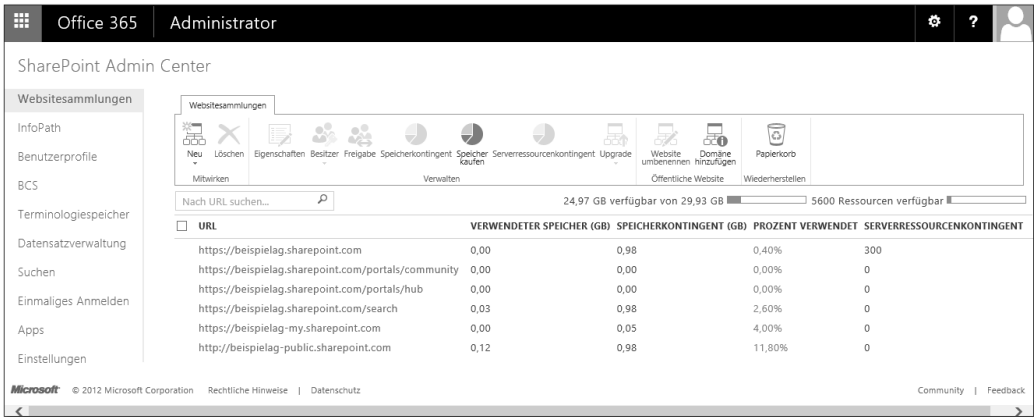 Office 365 Administrator ?
SharePoint Admin Center
Websitesammlungen
InfoPath
Benutzerprofile
BCS
Terminologiespeicher
Datensatzverwaltung
Suchen
Einmaliges Anmelden
Apps
Einstellungen
Websitesammlungen
Neu Löschen Eigenschaften Besitzer Freigabe Speicherkontingent Speicher kaufen Serverressourcenkontingent Upgrade Website umbenennen Domäne hinzufügen Papierkorb
Mitwirken Verwalten Öffentliche Website Wiederherstellen
Nach URL suchen... 24,97 GB verfügbar von 29,93 GB 5600 Ressourcen verfügbar
URL VERWENDETER SPEICHER (GB) SPEICHERKONTINGENT (GB) PROZENT VERWENDET SERVERRESSOURCENKONTINGENT
https://beispielag.sharepoint.com 0,00 0,98 0,40% 300
https://beispielag.sharepoint.com/portals/community 0,00 0,00 0,00% 0
https://beispielag.sharepoint.com/portals/hub 0,00 0,00 0,00% 0
https://beispielag.sharepoint.com/search 0,03 0,98 2,60% 0
https://beispielag-my.sharepoint.com 0,00 0,05 4,00% 0
http://beispielag-public.sharepoint.com 0,12 0,98 11,80% 0
Microsoft © 2012 Microsoft Corporation Rechtliche Hinweise | Datenschutz Community | Feedback